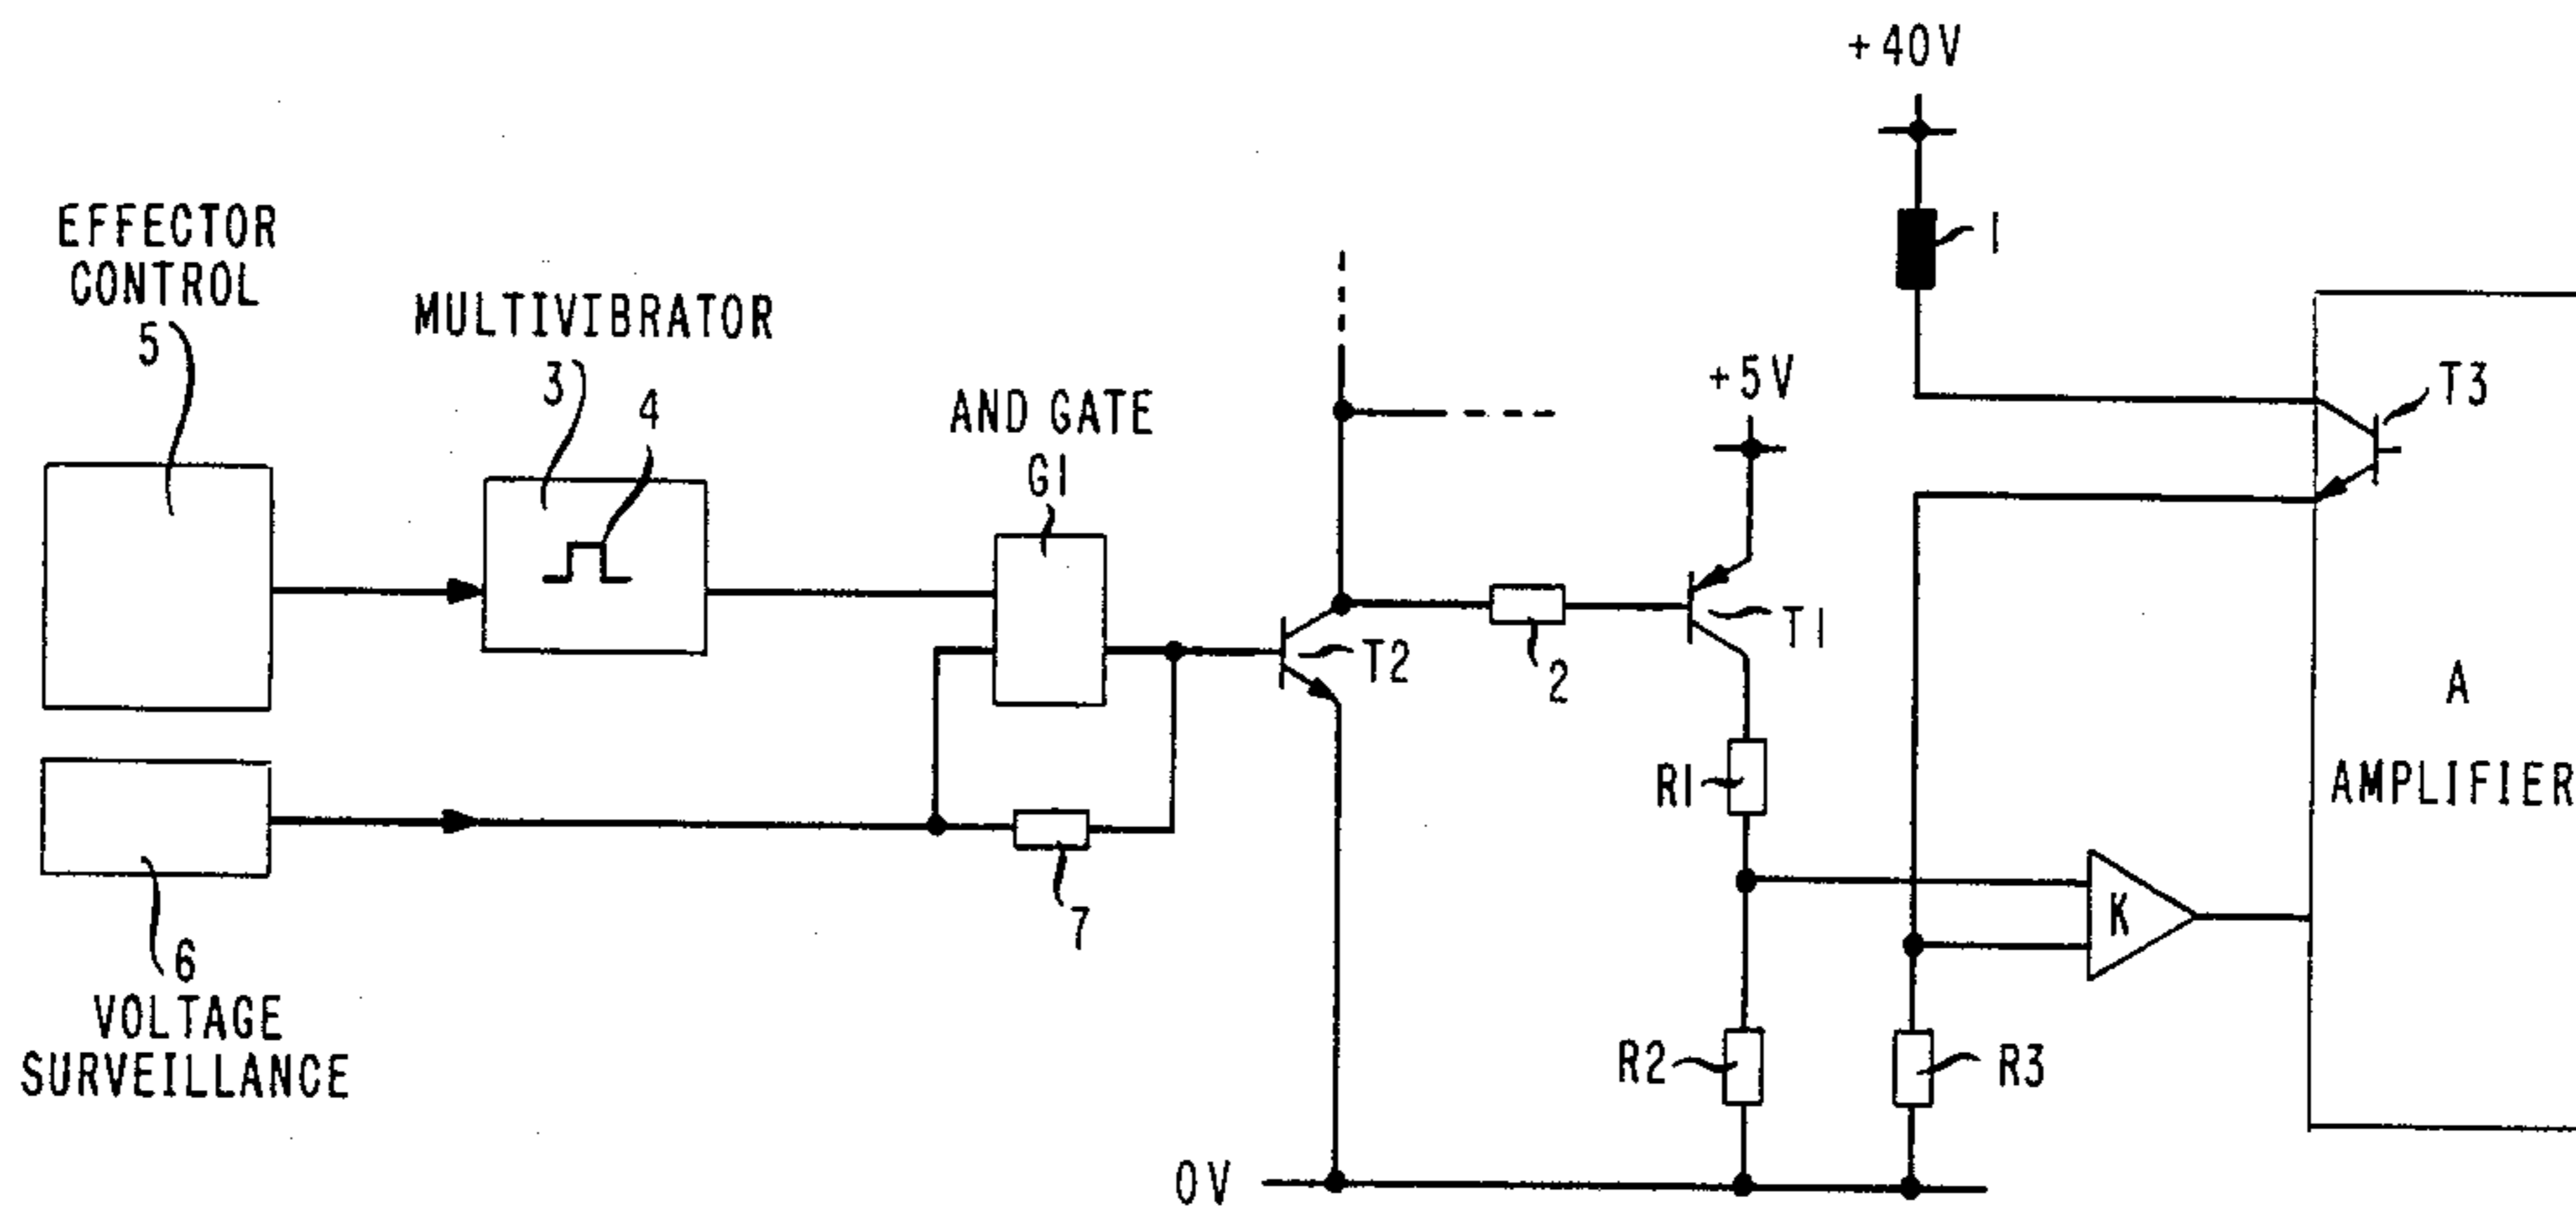 +40V
1
EFFECTOR
CONTROL
5
MULTIVIBRATOR
3
4
AND GATE
G1
+5V
T3
T2
2
T1
R1
A
AMPLIFIER
K
7
6
VOLTAGE
SURVEILLANCE
R2
R3
0V